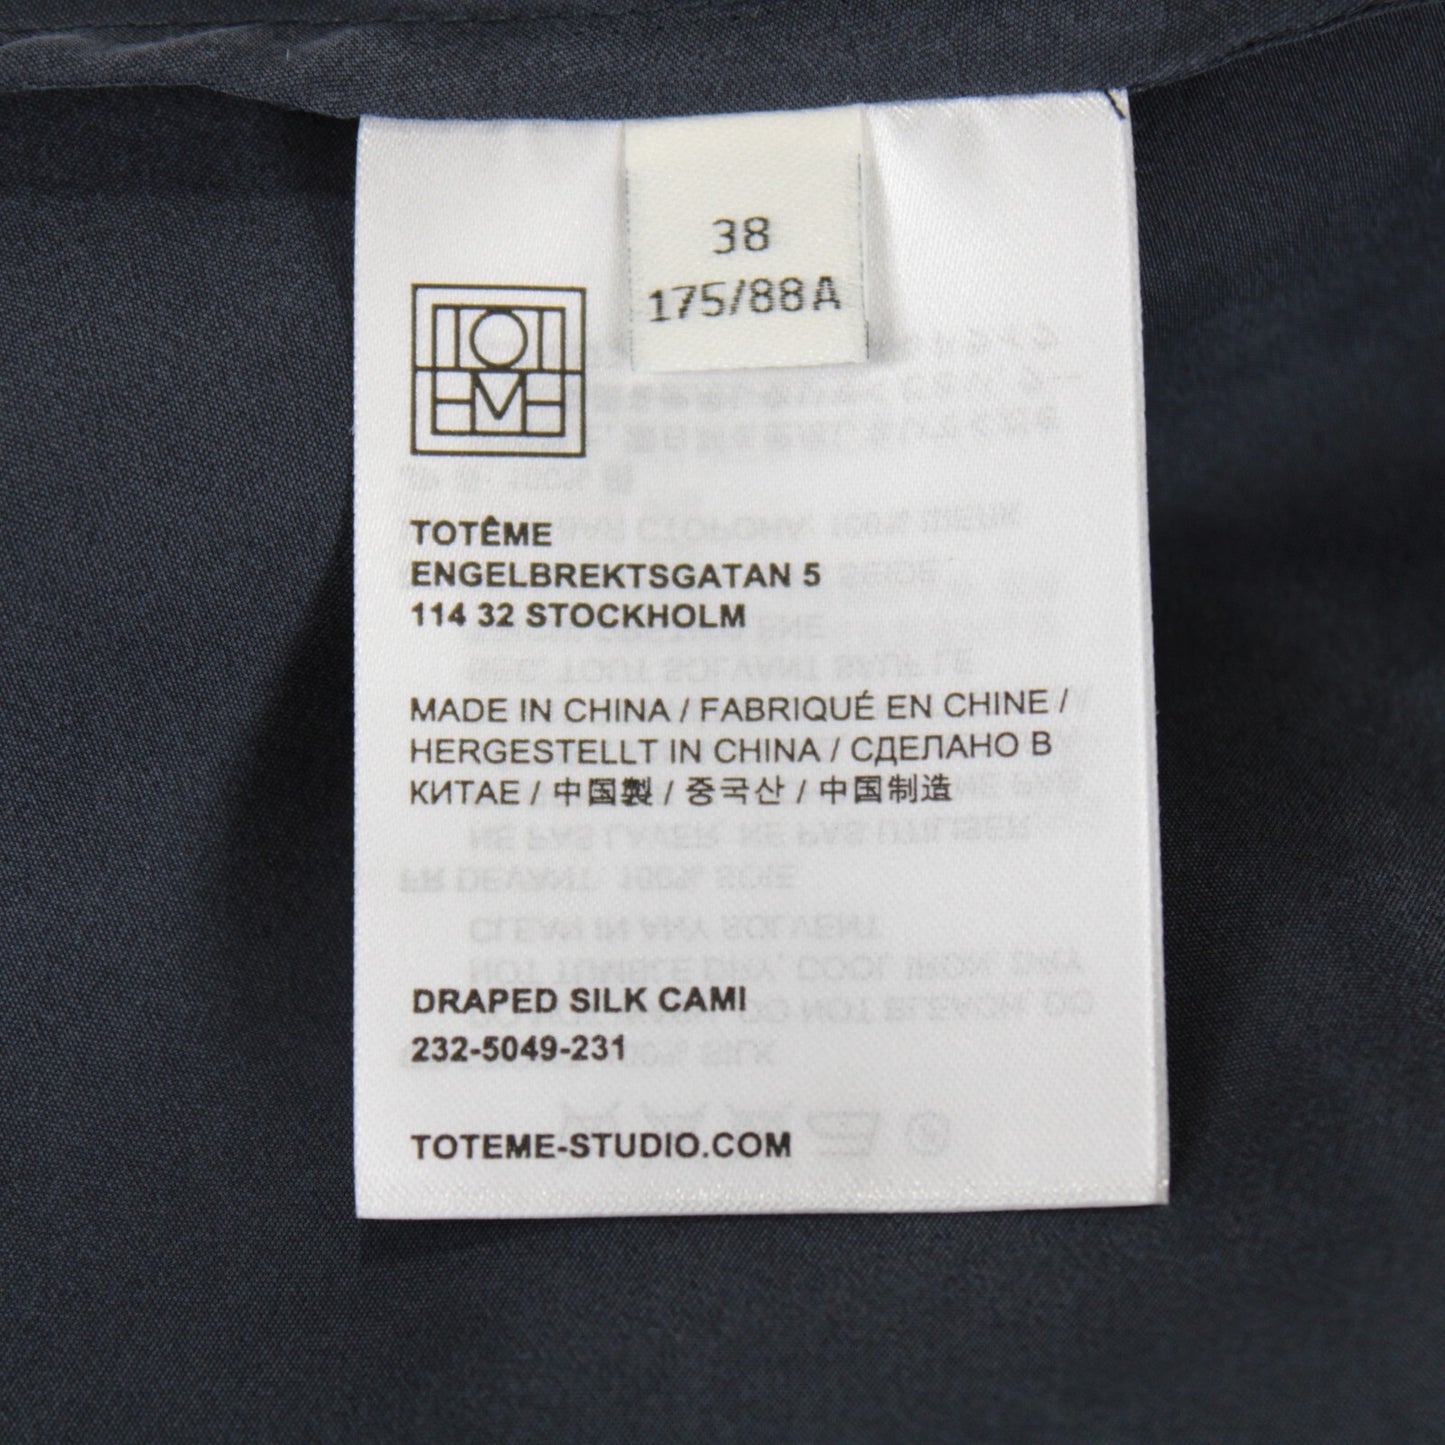 38
175/88A
TOTÊME
ENGELBREKTSGATAN 5
114 32 STOCKHOLM
MADE IN CHINA / FABRIQUÉ EN CHINE /
HERGESTELLT IN CHINA / СДЕЛАНО В
КИТАЕ / 中国製 / 중국산 / 中国制造
DRAPED SILK CAMI
232-5049-231
TOTEME-STUDIO.COM